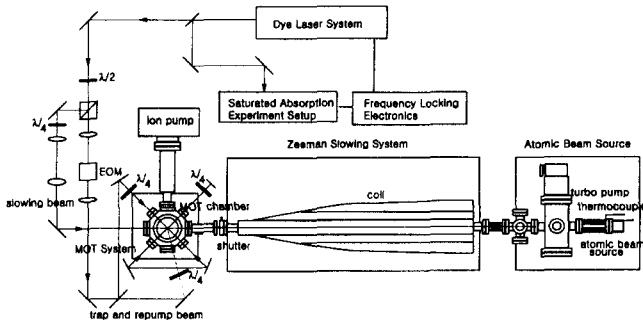 Dye Laser System
λ/2
λ/4
Saturated Absorption
Experiment Setup
Frequency Locking
Electronics
Ion pump
Zeeman Slowing System
Atomic Beam Source
EOM
λ/4
λ/4
coil
turbo pump
thermocouple
slowing beam
MOT chamber
MOT System
shutter
atomic beam
source
λ/4
trap and repump beam